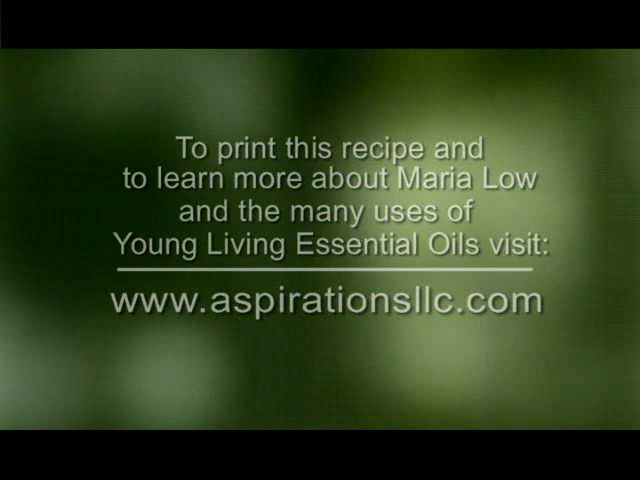 To print this recipe and
to learn more about Maria Low
and the many uses of
Young Living Essential Oils visit:
www.aspirationsllc.com